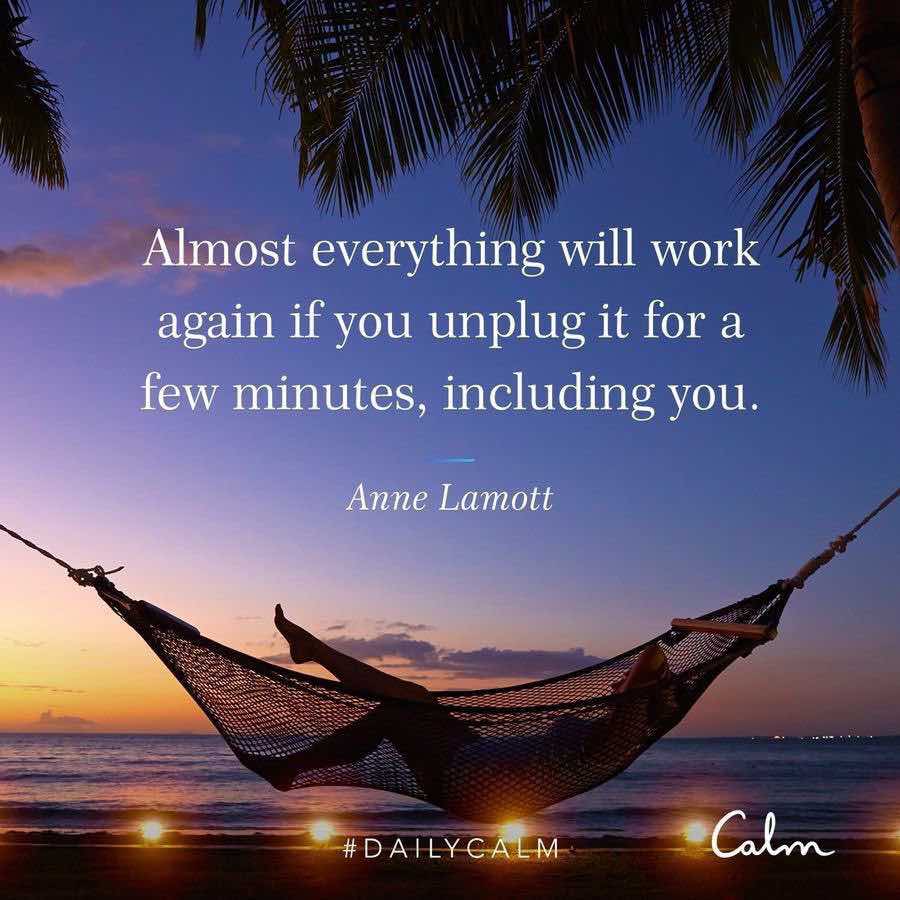 Almost everything will work
again if you unplug it for a
few minutes, including you.
Anne Lamott
#DAILYCALM
Calm